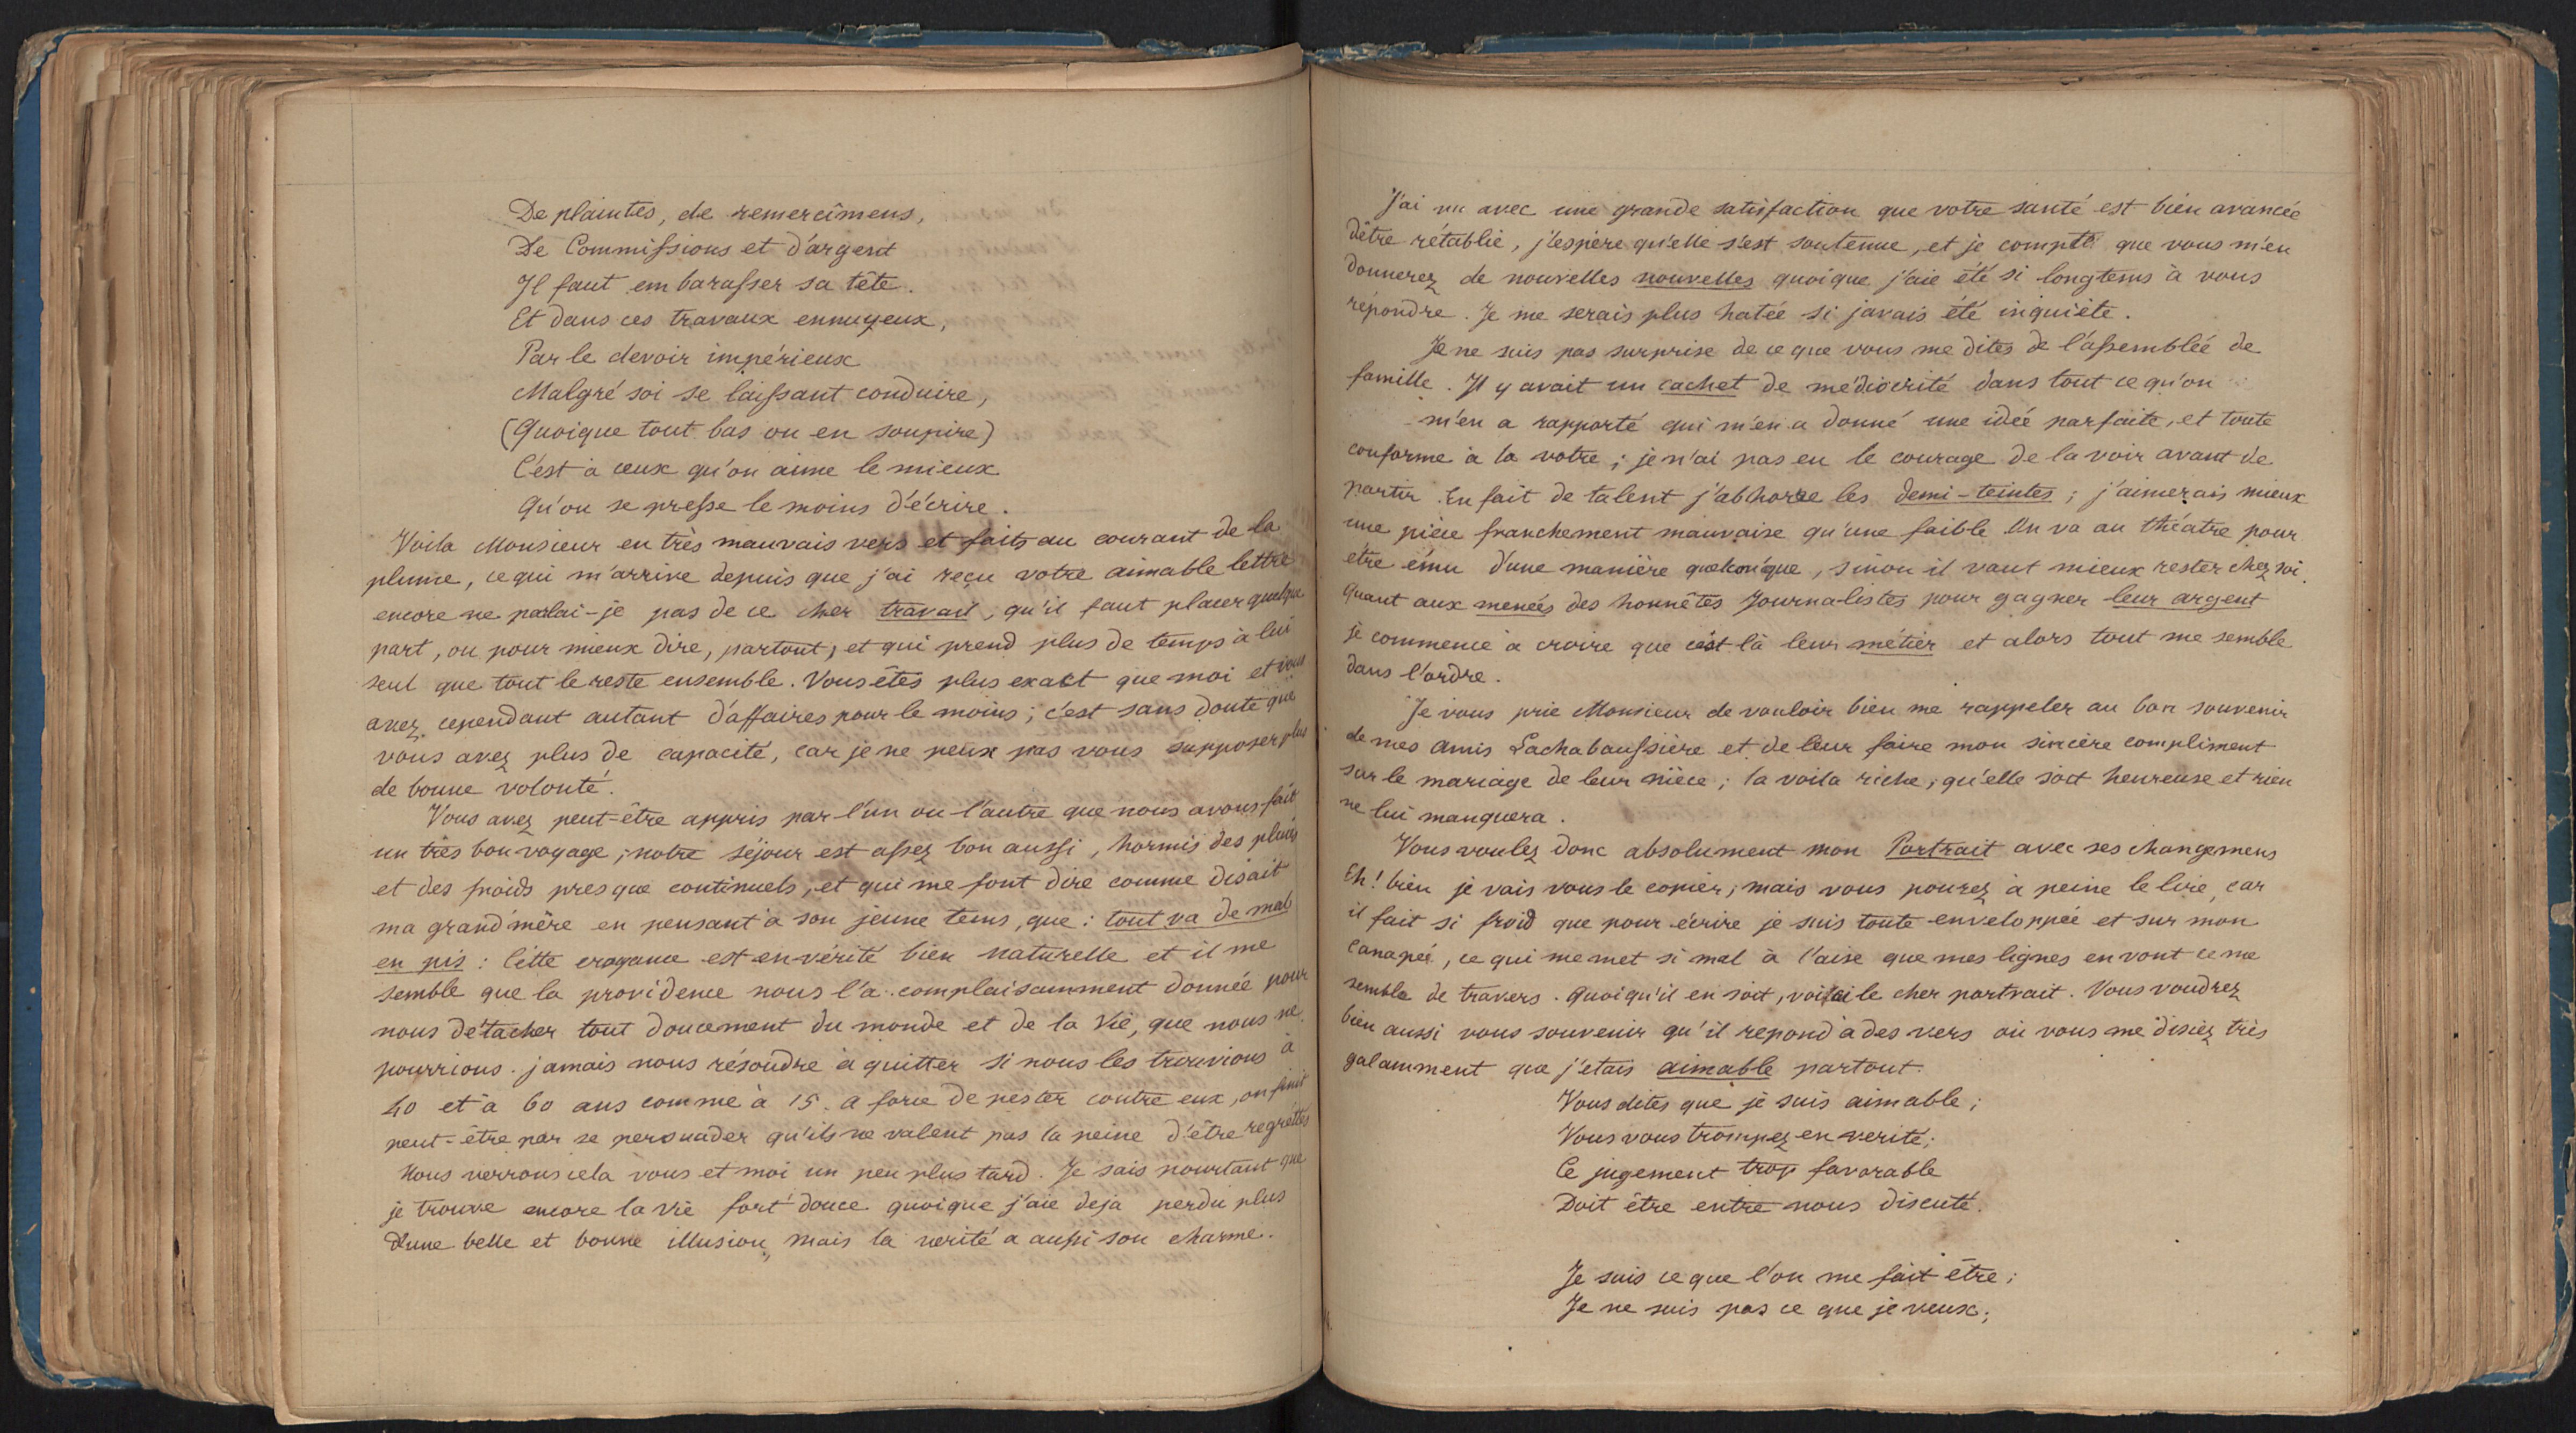 De plaintes, de remercîmens,
De Commissions et d'argent
Il faut embarasser sa tête.
Et dans ces travaux ennuyeux,
Par le devoir impérieux
Malgré soi se laissant conduire,
(Quoique tout bas on en soupire)
C'est à ceux qu'on aime le mieux
Qu'on se presse le moins d'écrire.
Voila Monsieur en très mauvais vers et faits au courant de la
plume, ce qui m'arrive depuis que j'ai reçu votre aimable lettre
encore ne parlai-je pas de ce cher travail, qu'il faut placer quelque
part, ou pour mieux dire, partout, et qui prend plus de temps à lui
seul que tout le reste ensemble. Vous êtes plus exact que moi et vous
avez cependant autant d'affaires pour le moins; c'est sans doute que
vous avez plus de capacité, car je ne peux pas vous supposer plus
de bonne volonté.
Vous avez peut-être appris par l'un ou l'autre que nous avons fait
un très bon voyage; notre séjour est assez bon aussi, hormis des pluies
et des froids presque continuels, et qui me font dire comme disait
ma grand'mère en pensant à son jeune tems, que: tout va de mal
en pis: Cette croyance est en vérité bien naturelle et il me
semble que la providence nous l'a complaisamment donnée pour
nous détacher tout doucement du monde et de la Vie, que nous ne
pourrions jamais nous résoudre à quitter si nous les trouvions à
40 et à 60 ans comme à 15. a force de pester contre eux, on finit
peut-être par se persuader qu'ils ne valent pas la peine d'être regrettés
Nous verrons cela vous et moi un peu plus tard. Je sais pourtant que
je trouve encore la vie fort douce quoique j'aie deja perdu plus
d'une belle et bonne illusion, mais la verité a aussi son charme.
J'ai vu avec une grande satisfaction que votre santé est bien avancée
d'être rétablie, j'espère qu'elle s'est soutenue, et je compte que vous m'en
donnerez de nouvelles nouvelles quoique j'aie été si longtems à vous
répondre. Je me serais plus hatée si javais été inquiète.
Je ne suis pas surprise de ce que vous me dites de l'assemblée de
famille. Il y avait un cachet de médiocrité dans tout ce qu'on
m'en a rapporté qui m'en a donné une idée parfaite, et toute
conforme à la votre; je n'ai pas eu le courage de la voir avant de
partir. En fait de talent j'abhorre les demi-teintes; j'aimerais mieux
une pièce franchement mauvaise qu'une faible. On va au théatre pour
être ému d'une manière quelconque, sinon il vaut mieux rester chez soi.
Quant aux menées des honnêtes Journalistes pour gagner leur argent
je commence à croire que c'est là leur métier et alors tout me semble
dans l'ordre.
Je vous prie Monsieur de vouloir bien me rappeler au bon souvenir
de mes amis Lachabaussière et de leur faire mon sincère compliment
sur le mariage de leur nièce; la voila riche, qu'elle soit heureuse et rien
ne lui manquera.
Vous voulez donc absolument mon Portrait avec ses changemens
Eh! bien je vais vous le copier; mais vous pourez à peine le lire, car
il fait si froid que pour écrire je suis toute enveloppée et sur mon
canapé, ce qui me met si mal à l'aise que mes lignes en vont ce me
semble de travers. Quoiqu'il en soit, voici le cher portrait. Vous voudrez
bien aussi vous souvenir qu'il repond à des vers où vous me disiez très
galamment que j'etais aimable partout.
Vous dites que je suis aimable;
Vous vous trompez en verité;
Ce jugement trop favorable
Doit être entre nous discuté.
Je suis ce que l'on me fait être;
Je ne suis pas ce que je veux;